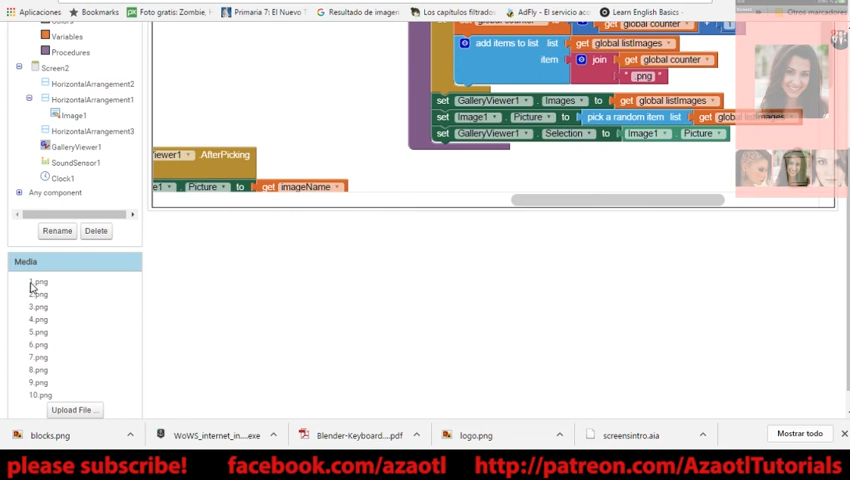 Aplicaciones Bookmarks Foto gratis: Zombie, H Primaria 7: El Nuevo T Resultado de imagen Los capítulos filtrados AdFly - El servicio ac Learn English Basics - Otros marcadores
Variables
Procedures
Screen2
HorizontalArrangement2
HorizontalArrangement1
Image1
HorizontalArrangement3
GalleryViewer1
SoundSensor1
Clock1
Any component
Rename Delete
Media
1.png
2.png
3.png
4.png
5.png
6.png
7.png
8.png
9.png
10.png
Upload File ...
get global counter
add items to list list get global listImages
item join get global counter
" .png "
set GalleryViewer1 . Images to get global listImages
set Image1 . Picture to pick a random item list get global listImages
set GalleryViewer1 . Selection to Image1 . Picture
iewer1 .AfterPicking
e1 . Picture to get imageName
blocks.png WoWS_internet_in....exe Blender-Keyboard....pdf logo.png screensintro.aia Mostrar todo
please subscribe! facebook.com/azaotl http://patreon.com/AzaotlTutorials